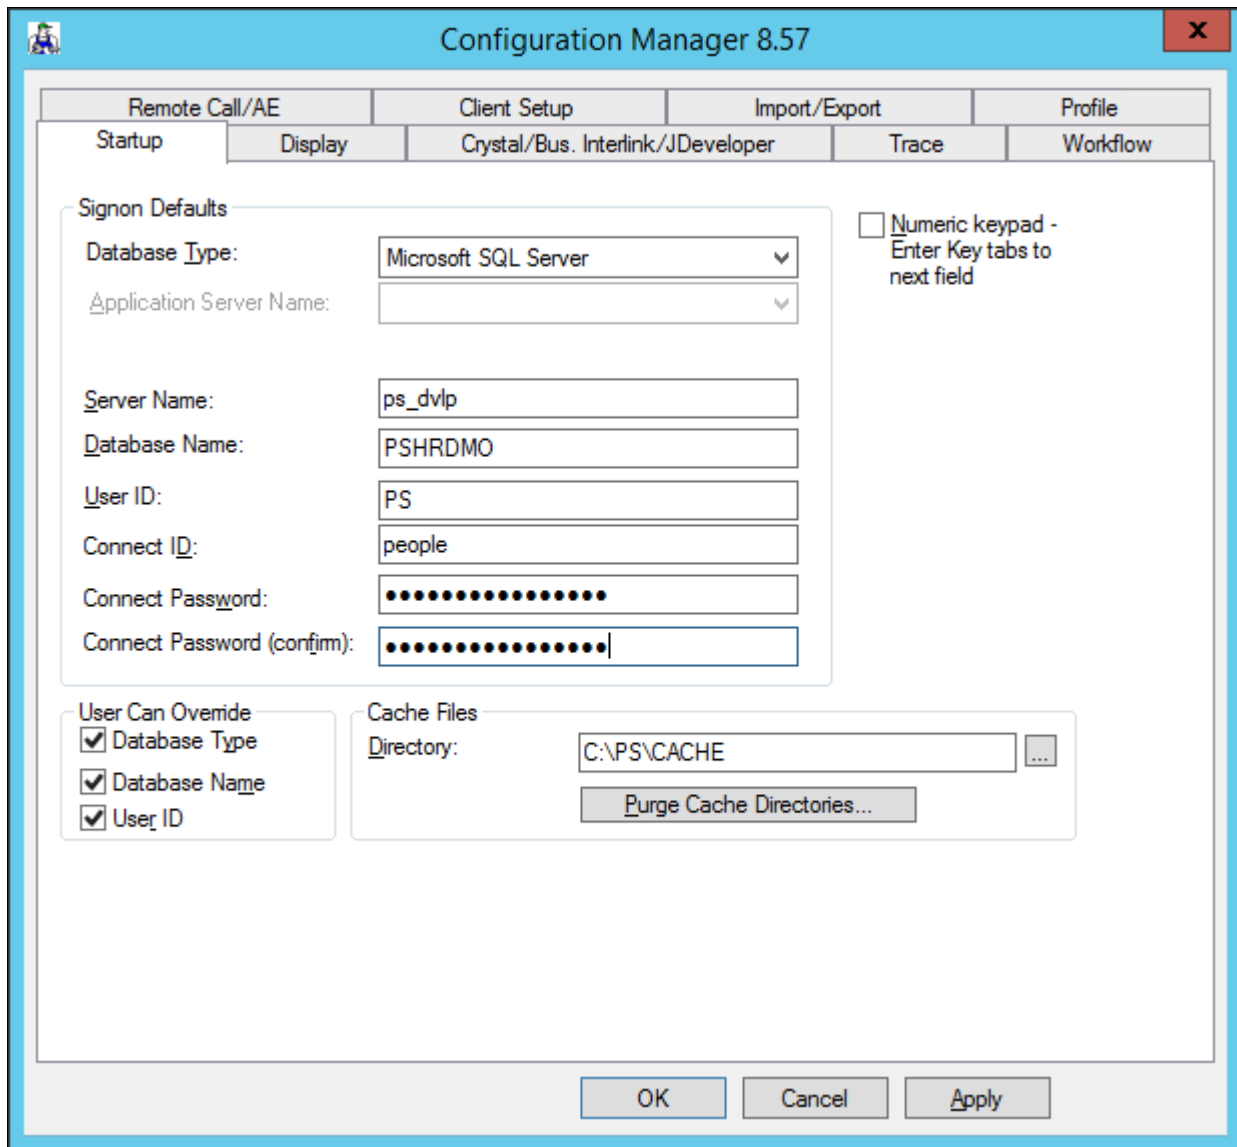 Configuration Manager 8.57
x
Remote Call/AE Client Setup Import/Export Profile
Startup Display Crystal/Bus. Interlink/JDeveloper Trace Workflow
Signon Defaults
Database Type: Microsoft SQL Server
Application Server Name:
Numeric keypad -
Enter Key tabs to
next field
Server Name: ps_dvlp
Database Name: PSHRDMO
User ID: PS
Connect ID: people
Connect Password: ●●●●●●●●●●●●●●●●
Connect Password (confirm): ●●●●●●●●●●●●●●●●
User Can Override
Database Type
Database Name
User ID
Cache Files
Directory: C:\PS\CACHE ...
Purge Cache Directories...
OK Cancel Apply